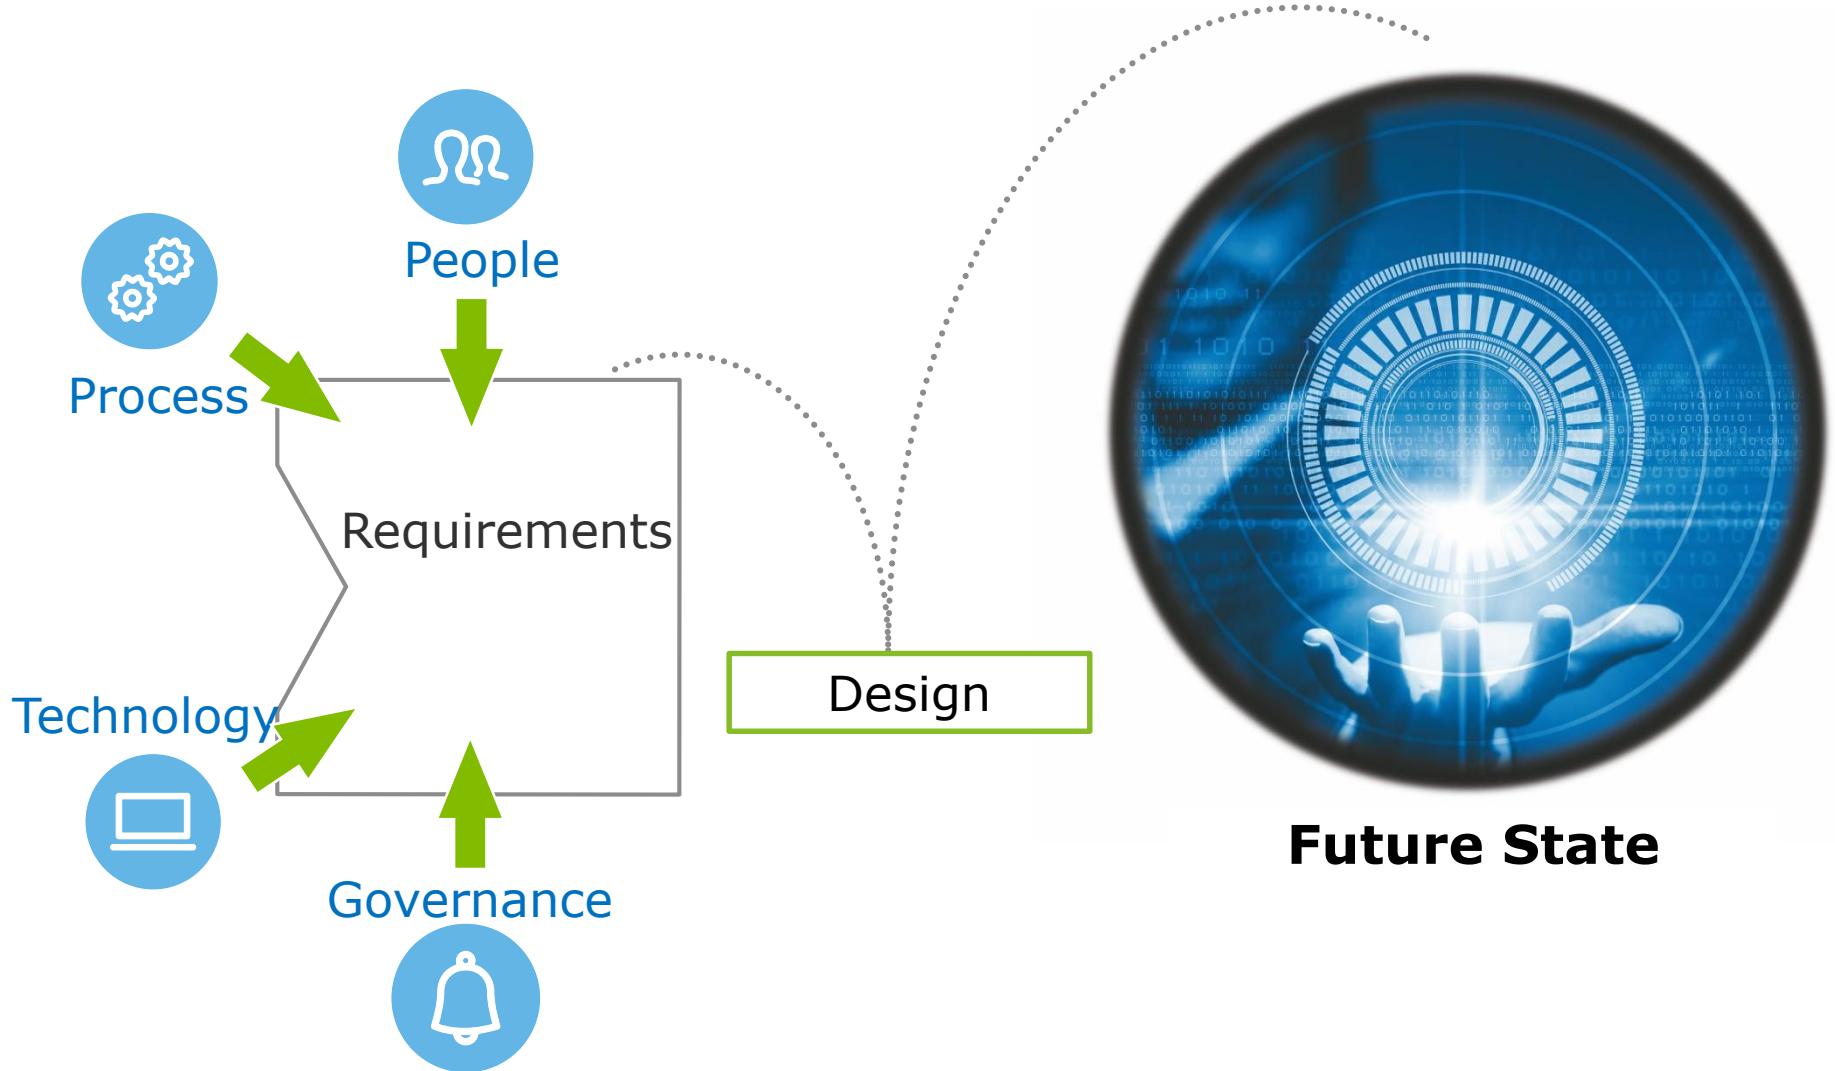 People
Process
Requirements
Technology
Design
Governance
Future State